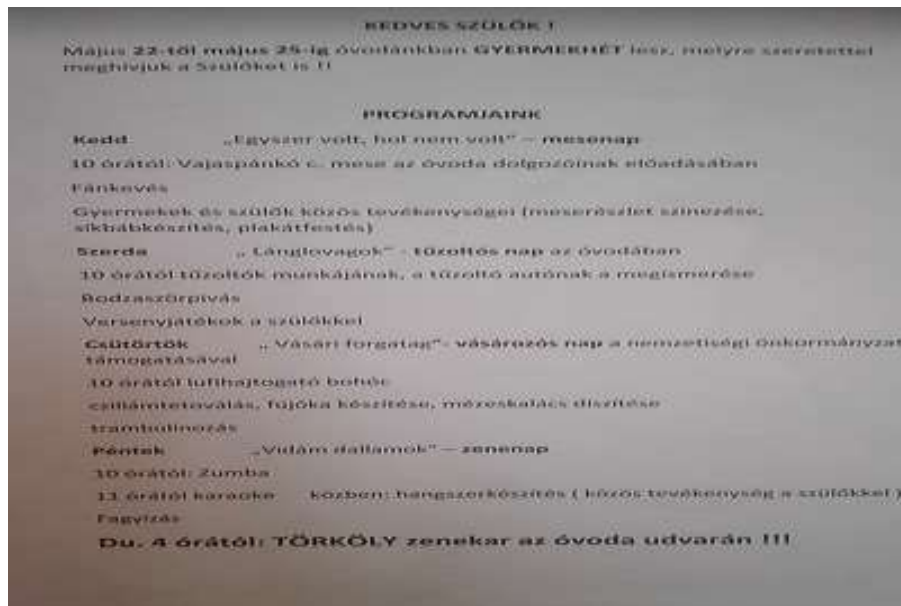 KEDVES SZÜLŐK !
Május 22-től május 25-ig óvodánkban GYERMEKHÉT lesz, melyre szeretettel
meghívjuk a Szülőket is !!
PROGRAMJAINK
Kedd „Egyszer volt, hol nem volt” – mesenap
10 órától: Vajaspánkó c. mese az óvoda dolgozóinak előadásában
Fánkevés
Gyermekek és szülők közös tevékenységei (meserészlet színezése,
síkbábkészítés, plakátfestés)
Szerda „ Lánglovagok” - tűzoltós nap az óvodában
10 órától tűzoltók munkájának, a tűzoltó autónak a megismerése
Bodzaszörpivás
Versenyjátékok a szülőkkel
Csütörtök „ Vásári forgatag”- vásározós nap a nemzetiségi önkormányzat
támogatásával
10 órától lufihajtogató bohóc
csillámtetoválás, fújóka készítése, mézeskalács díszítése
trambulinozás
Péntek „Vidám dallamok” – zenenap
10 órától: Zumba
11 órától karaoke közben: hangszerkészítés ( közös tevékenység a szülőkkel )
Fagyizás
Du. 4 órától: TÖRKÖLY zenekar az óvoda udvarán !!!